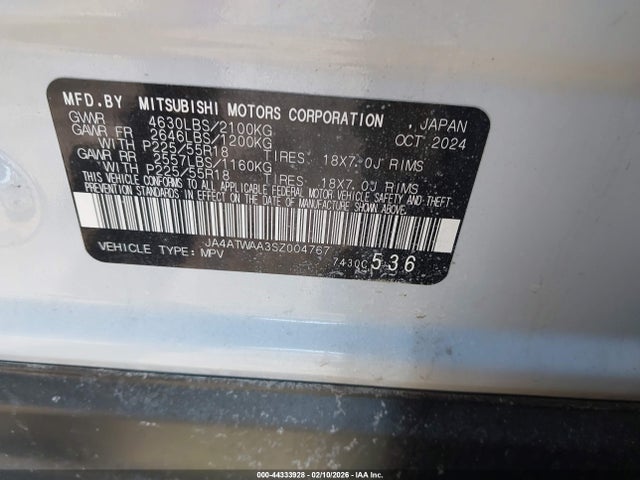 MFD.BY MITSUBISHI MOTORS CORPORATION , JAPAN
GVWR 4630LBS/2100KG OCT 2024
GAWR FR 2646LBS/1200KG
WITH P225/55R18 TIRES. 18X7.0J RIMS
GAWR RR 2557LBS/1160KG
WITH P225/55R18 TIRES. 18X7.0J RIMS
THIS VEHICLE CONFORMS TO ALL APPLICABLE FEDERAL MOTOR VEHICLE SAFETY, BUMPER, AND
THEFT PREVENTION STANDARDS IN EFFECT ON THE DATE OF MANUFACTURE SHOWN ABOVE.
JA4ATWAA3SZ004767
VEHICLE TYPE: MPV 7430C536
000-44333928 - 02/10/2026 - IAA Inc.